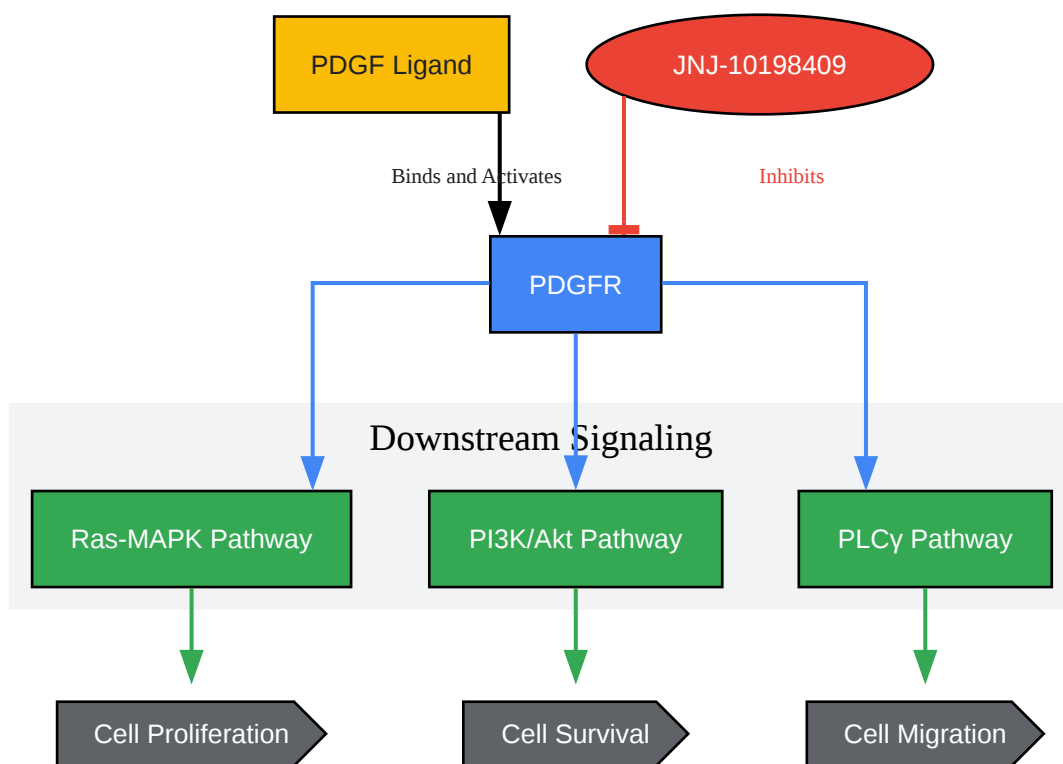 PDGF Ligand
JNJ-10198409
Binds and Activates
Inhibits
PDGFR
Downstream Signaling
Ras-MAPK Pathway
PI3K/Akt Pathway
PLCγ Pathway
Cell Proliferation
Cell Survival
Cell Migration